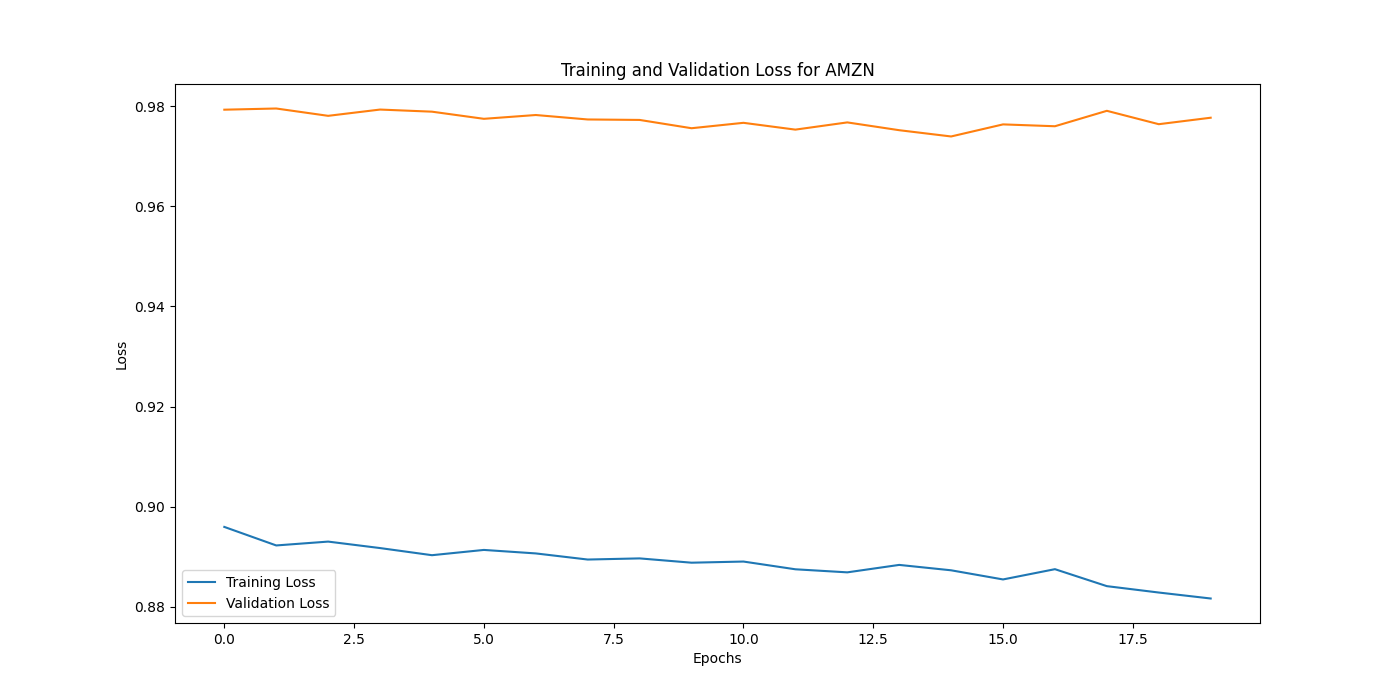 Training and Validation Loss for AMZN
0.98
0.96
0.94
0.92
0.90
0.88
Loss
Training Loss
Validation Loss
0.0 2.5 5.0 7.5 10.0 12.5 15.0 17.5
Epochs